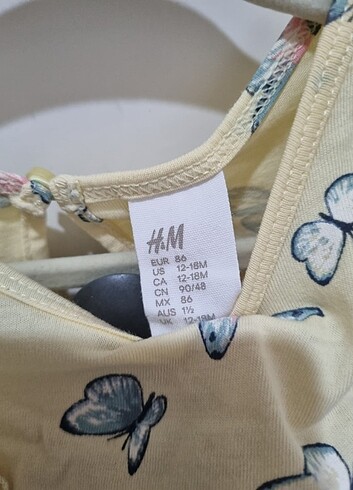 H&M
EUR 86
US 12-18M
CA 12-18M
CN 90/48
MX 86
AUS 1½
UK 12-18M